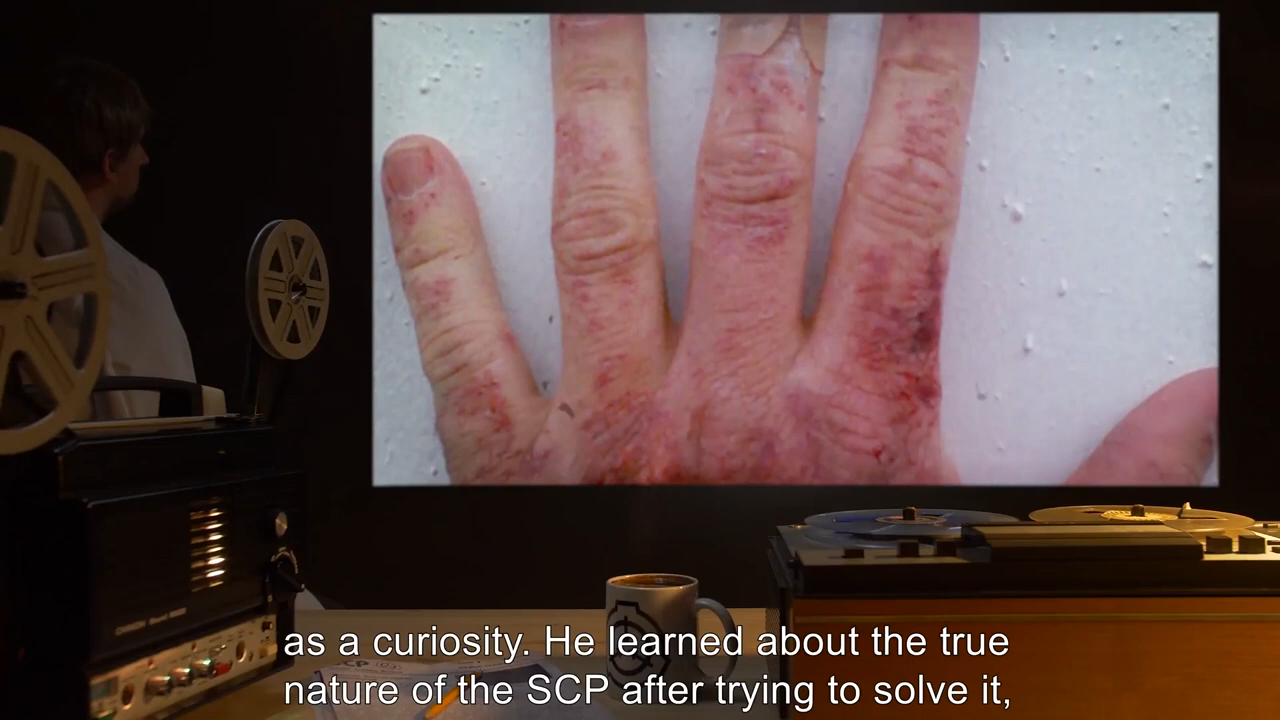 as a curiosity. He learned about the true
nature of the SCP after trying to solve it,